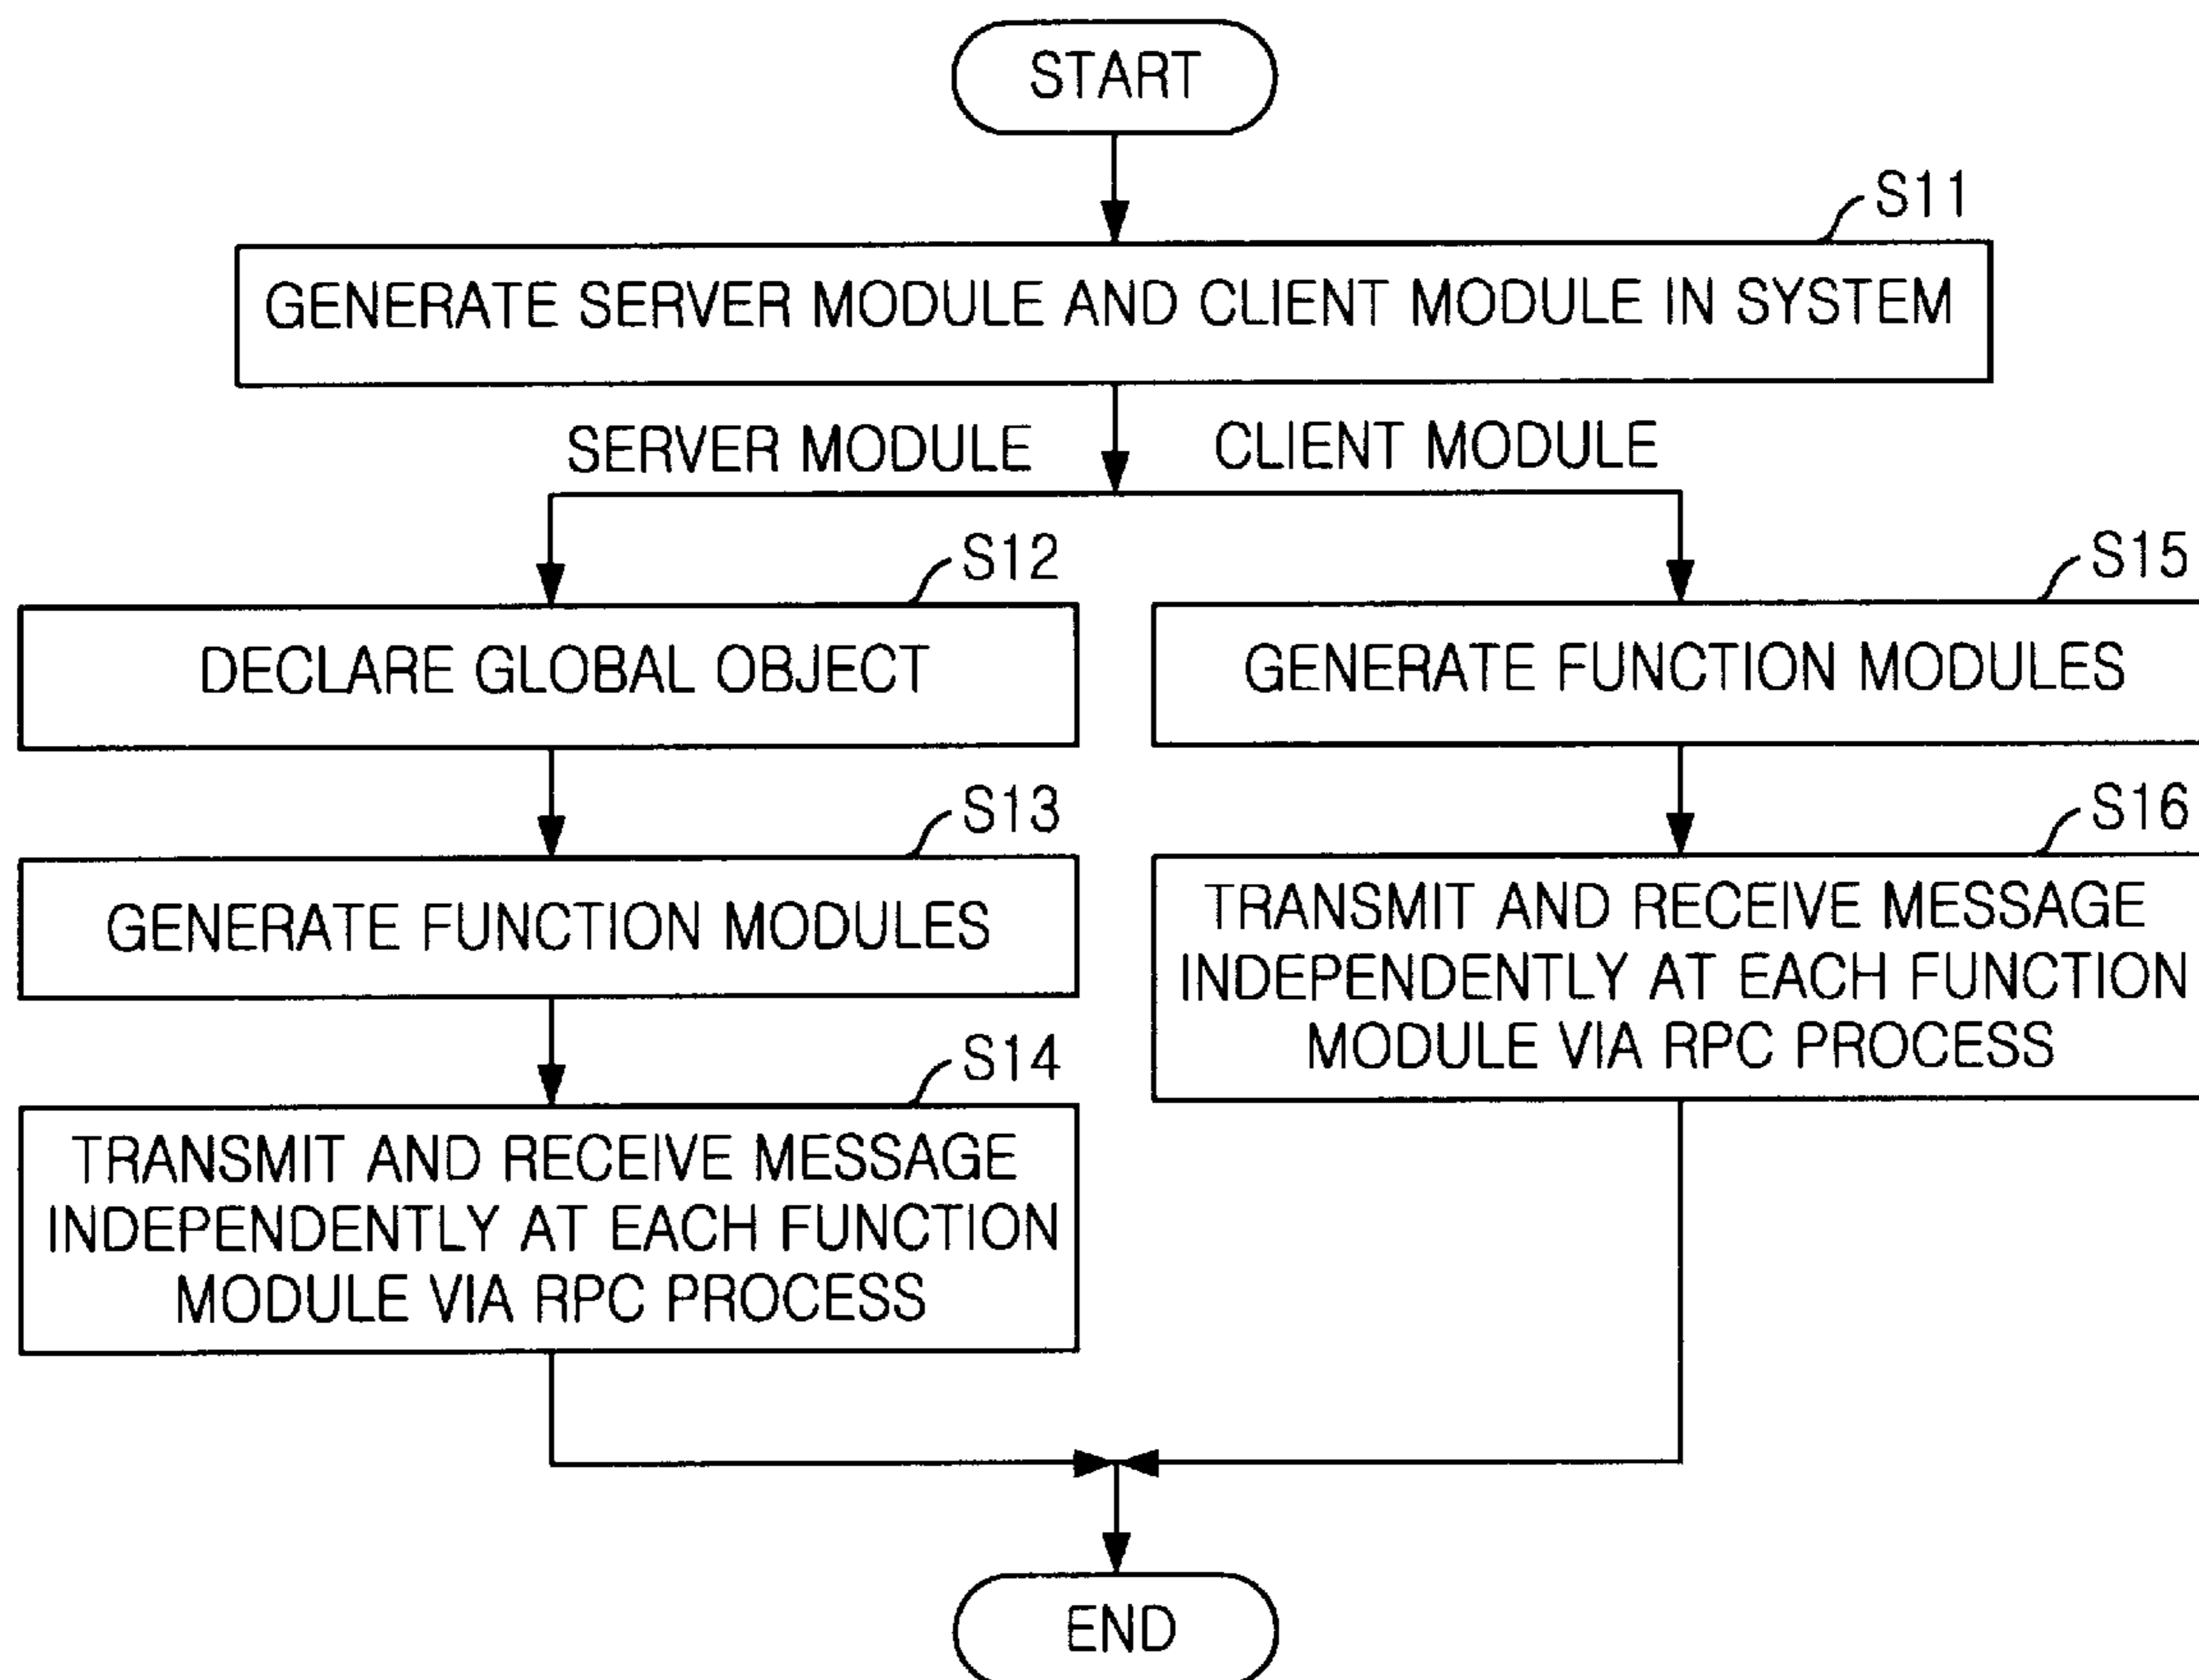 START
S11
GENERATE SERVER MODULE AND CLIENT MODULE IN SYSTEM
SERVER MODULE
CLIENT MODULE
S12
DECLARE GLOBAL OBJECT
S13
GENERATE FUNCTION MODULES
S14
TRANSMIT AND RECEIVE MESSAGE
INDEPENDENTLY AT EACH FUNCTION
MODULE VIA RPC PROCESS
S15
GENERATE FUNCTION MODULES
S16
TRANSMIT AND RECEIVE MESSAGE
INDEPENDENTLY AT EACH FUNCTION
MODULE VIA RPC PROCESS
END